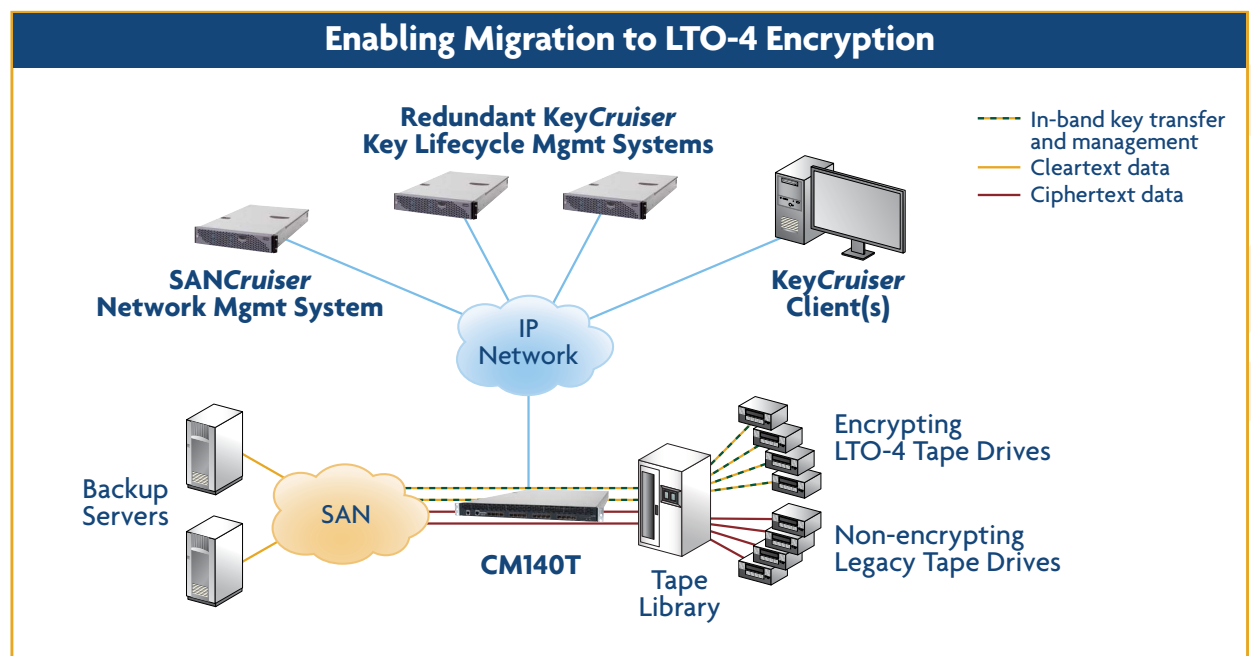 Enabling Migration to LTO-4 Encryption
Redundant KeyCruiser
Key Lifecycle Mgmt Systems
In-band key transfer
and management
Cleartext data
Ciphertext data
SANCruiser
Network Mgmt System
KeyCruiser
Client(s)
IP
Network
Encrypting
LTO-4 Tape Drives
Backup
Servers
SAN
CM140T
Tape
Library
Non-encrypting
Legacy Tape Drives